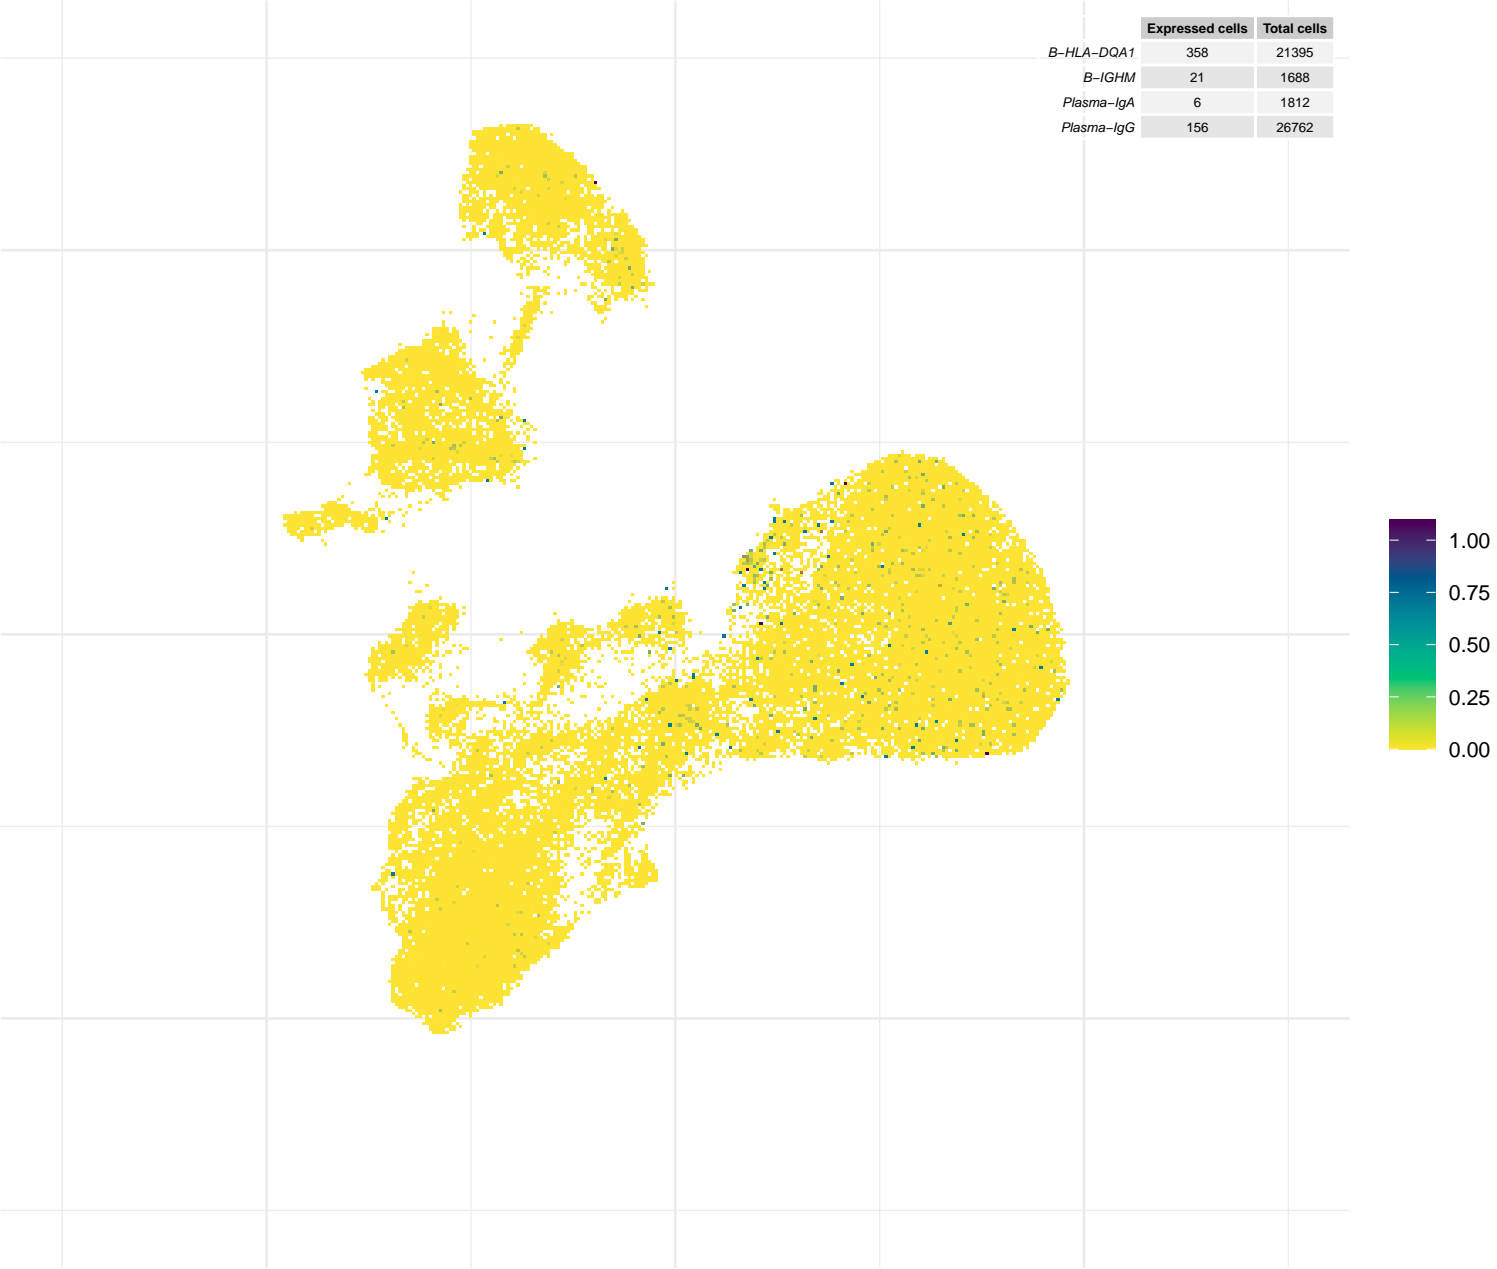 Expressed cells Total cells
B−HLA−DQA1 358 21395
B−IGHM 21 1688
Plasma−IgA 6 1812
Plasma−IgG 156 26762
1.00
0.75
0.50
0.25
0.00